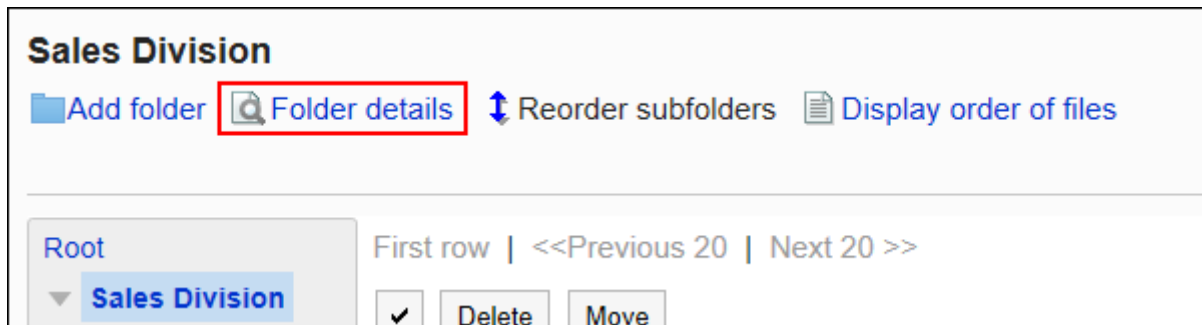 Sales Division
Add folder Folder details Reorder subfolders Display order of files
Root
Sales Division
First row | <<Previous 20 | Next 20 >>
Delete Move